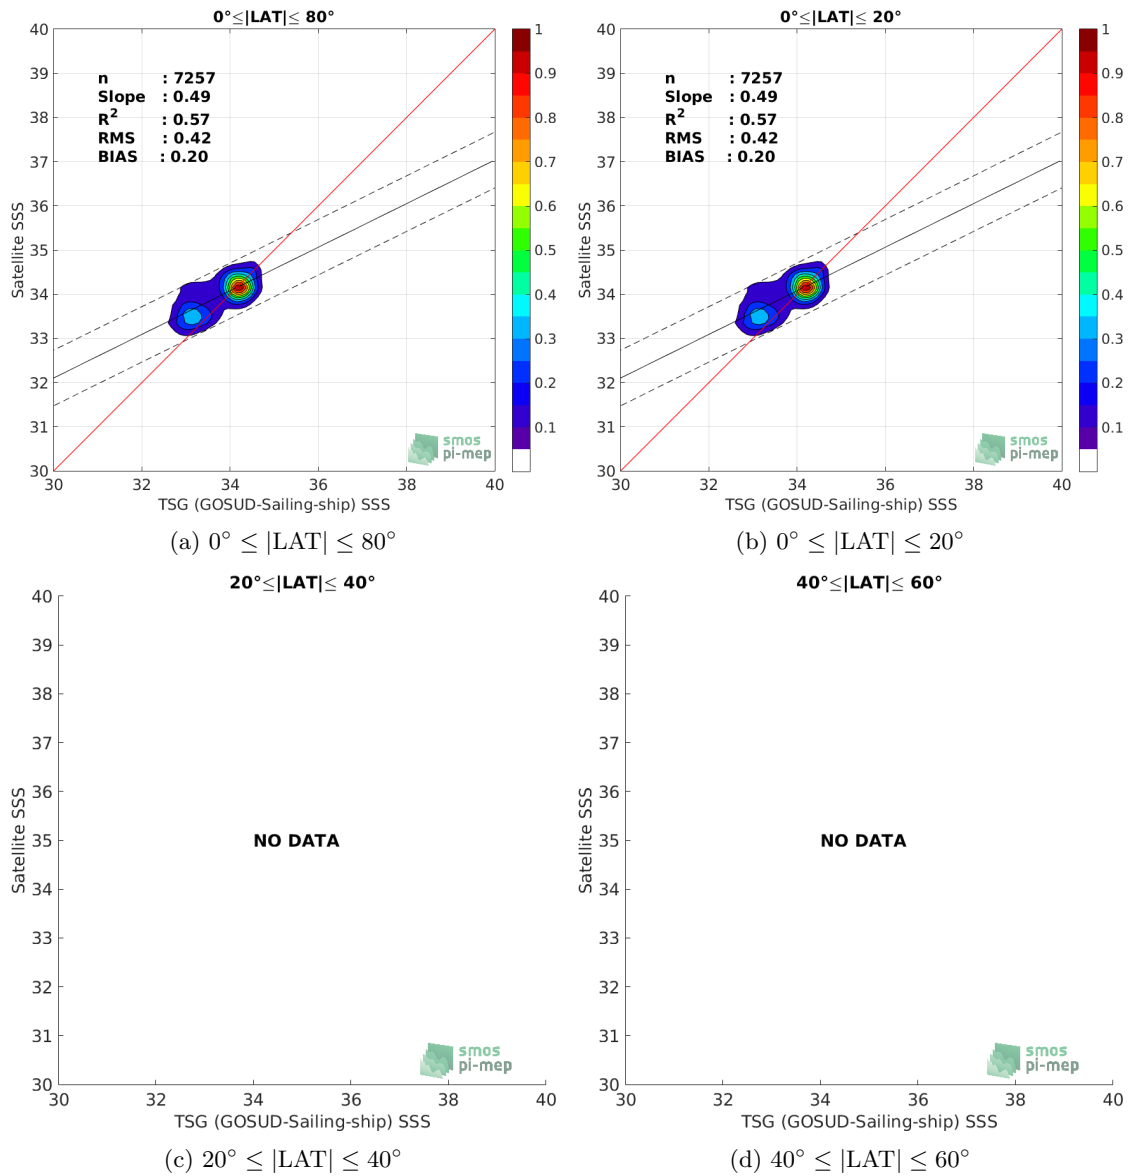 0°≤|LAT|≤ 80°
40
39
38
37
36
35
34
33
32
31
30
30 32 34 36 38 40
Satellite SSS
TSG (GOSUD-Sailing-ship) SSS
n : 7257
Slope : 0.49
R² : 0.57
RMS : 0.42
BIAS : 0.20
smos
pi-mep
1
0.9
0.8
0.7
0.6
0.5
0.4
0.3
0.2
0.1
(a) 0° ≤ |LAT| ≤ 80°
0°≤|LAT|≤ 20°
40
39
38
37
36
35
34
33
32
31
30
30 32 34 36 38 40
Satellite SSS
TSG (GOSUD-Sailing-ship) SSS
n : 7257
Slope : 0.49
R² : 0.57
RMS : 0.42
BIAS : 0.20
smos
pi-mep
1
0.9
0.8
0.7
0.6
0.5
0.4
0.3
0.2
0.1
(b) 0° ≤ |LAT| ≤ 20°
20°≤|LAT|≤ 40°
40
39
38
37
36
35
34
33
32
31
30
30 32 34 36 38 40
Satellite SSS
TSG (GOSUD-Sailing-ship) SSS
NO DATA
smos
pi-mep
(c) 20° ≤ |LAT| ≤ 40°
40°≤|LAT|≤ 60°
40
39
38
37
36
35
34
33
32
31
30
30 32 34 36 38 40
Satellite SSS
TSG (GOSUD-Sailing-ship) SSS
NO DATA
smos
pi-mep
(d) 40° ≤ |LAT| ≤ 60°